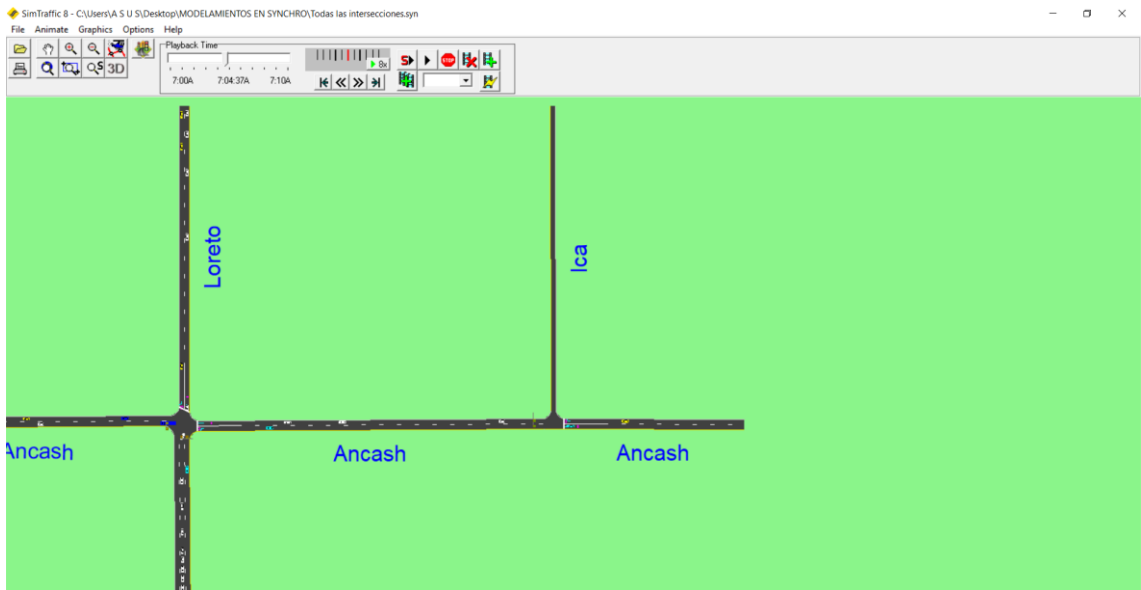 SimTraffic 8 - C:\Users\A S U S\Desktop\MODELAMIENTOS EN SYNCHRO\Todas las intersecciones.syn
File Animate Graphics Options Help
Playback Time
8x
S
STOP
S
3D
7:00A 7:04:37A 7:10A
Loreto
Ica
Ancash
Ancash
Ancash